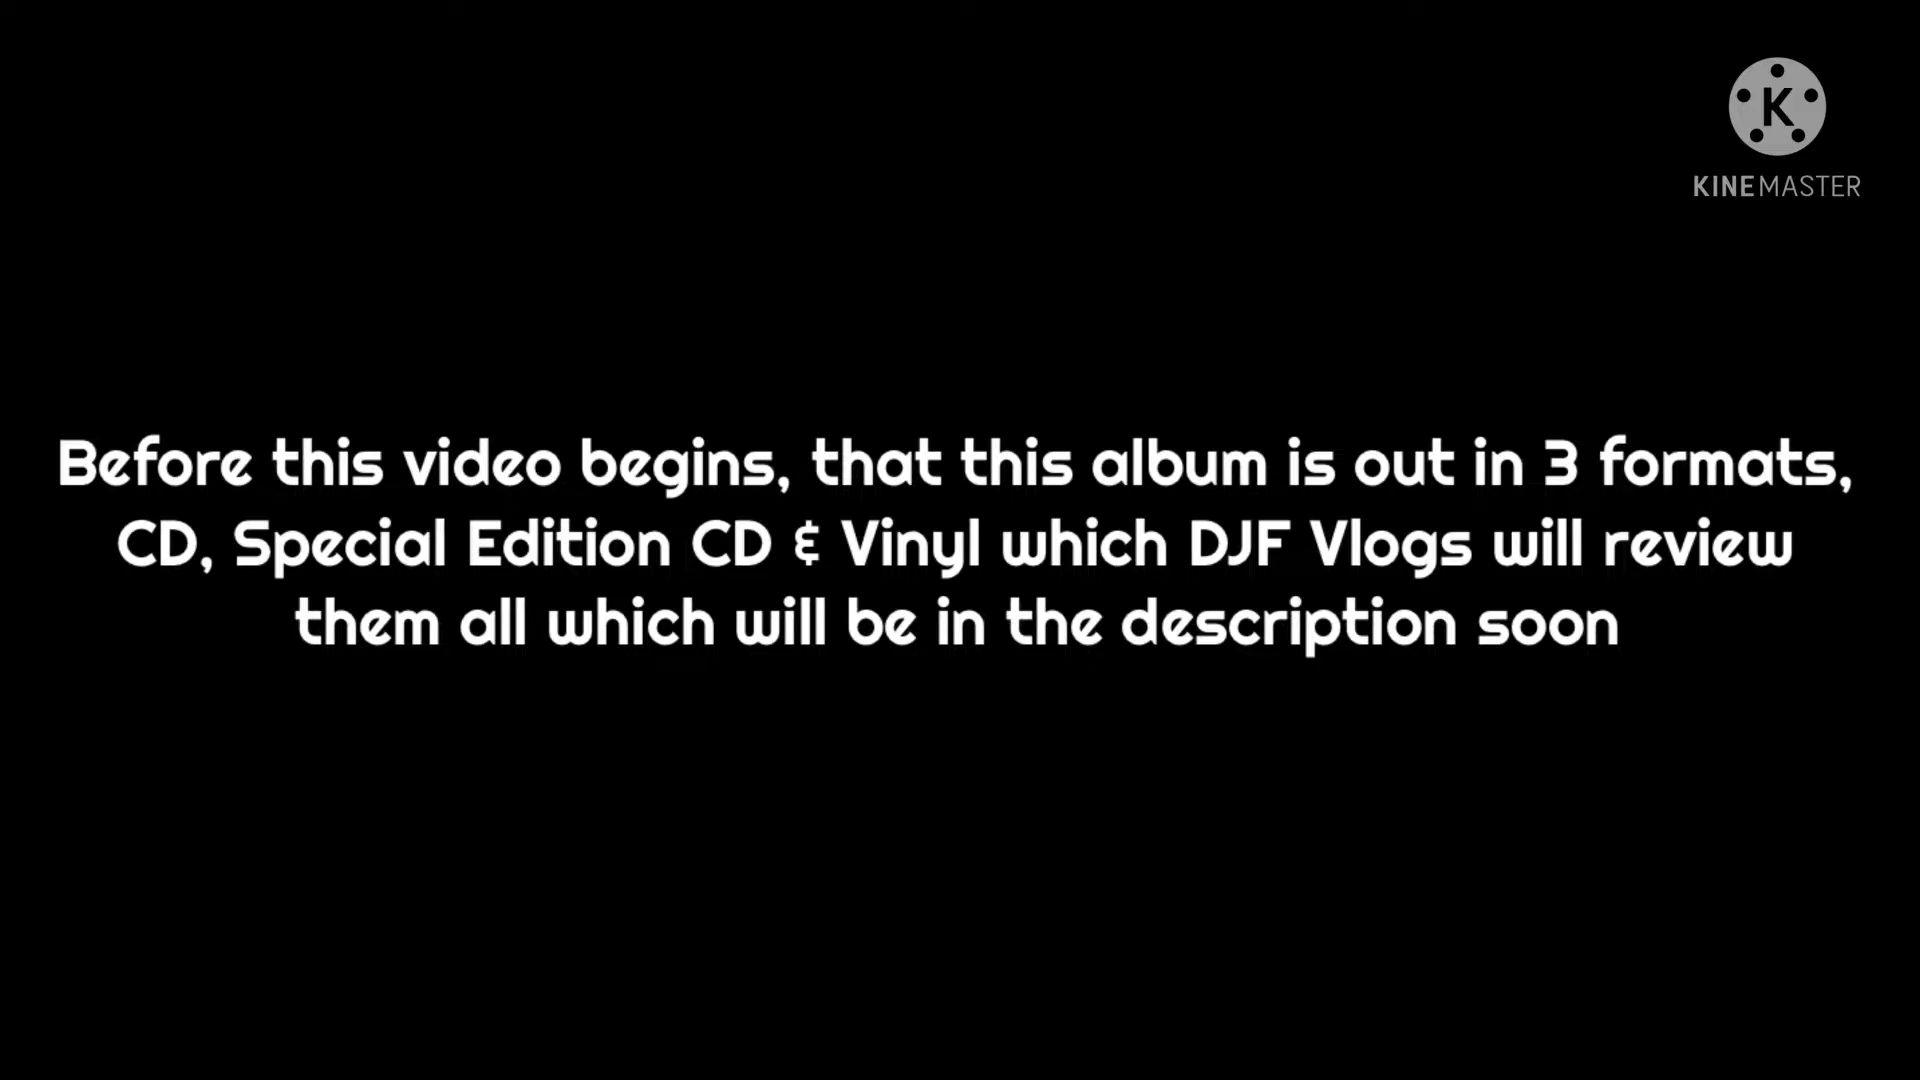 K
KINEMASTER
Before this video begins, that this album is out in 3 formats,
CD, Special Edition CD & Vinyl which DJF Vlogs will review
them all which will be in the description soon